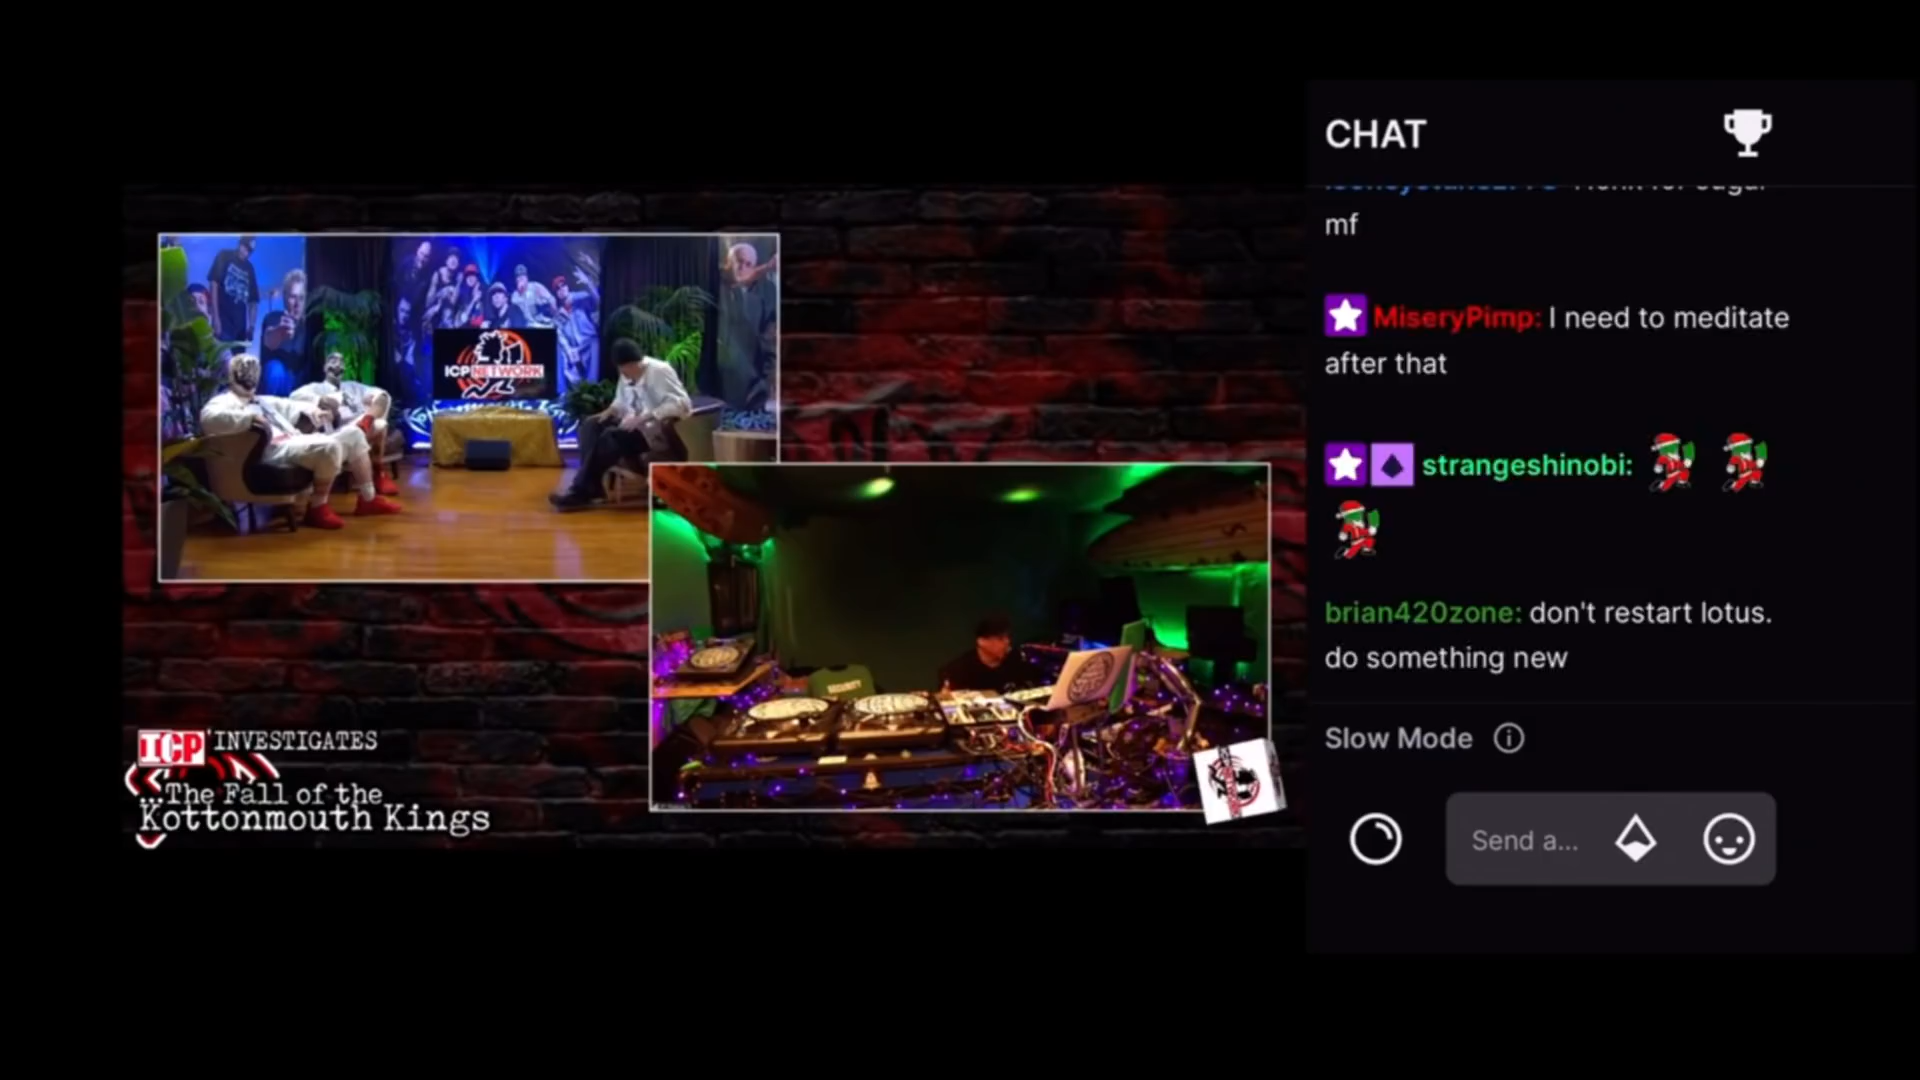 CHAT
mf
MiseryPimp: I need to meditate
after that
strangeshinobi:
brian420zone: don't restart lotus.
do something new
Slow Mode
Send a...
ICP NETWORK
SECURITY
ICP INVESTIGATES
The Fall of the
Kottonmouth Kings